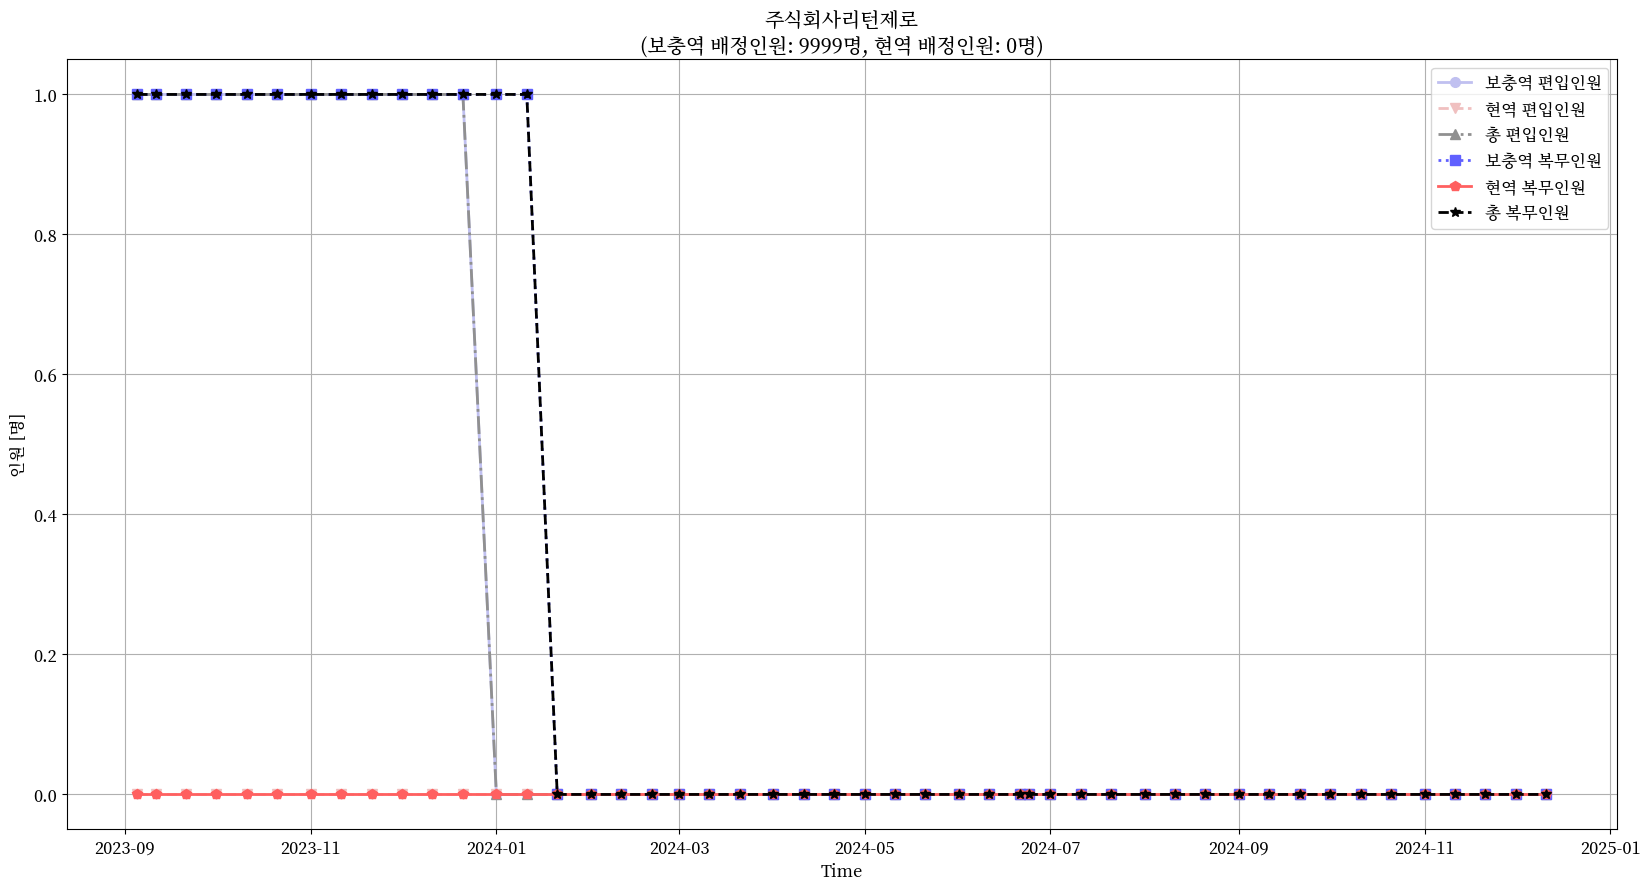 주식회사리턴제로
(보충역 배정인원: 9999명, 현역 배정인원: 0명)
보충역 편입인원
현역 편입인원
총 편입인원
보충역 복무인원
현역 복무인원
총 복무인원
인원 [명]
1.0
0.8
0.6
0.4
0.2
0.0
2023-09
2023-11
2024-01
2024-03
2024-05
2024-07
2024-09
2024-11
2025-01
Time